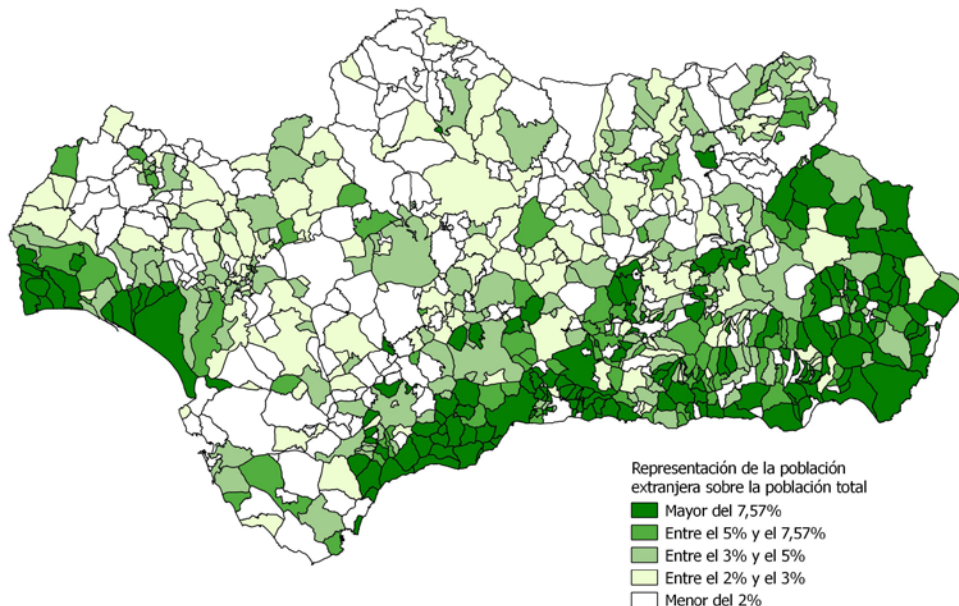 Representación de la población
extranjera sobre la población total
Mayor del 7,57%
Entre el 5% y el 7,57%
Entre el 3% y el 5%
Entre el 2% y el 3%
Menor del 2%